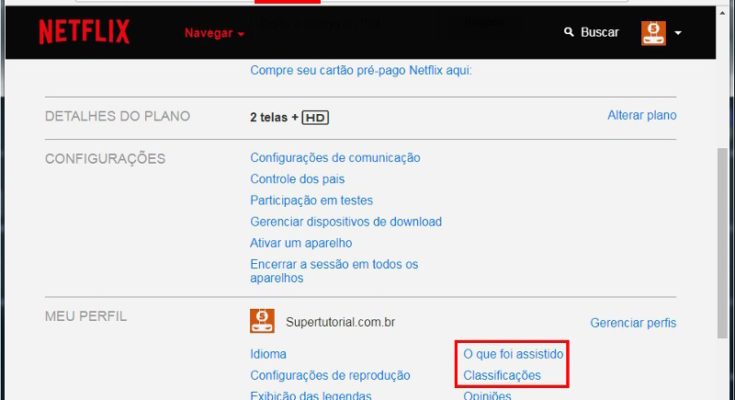 NETFLIX Navegar Buscar
Compre seu cartão pré-pago Netflix aqui:
DETALHES DO PLANO 2 telas + HD Alterar plano
CONFIGURAÇÕES Configurações de comunicação
Controle dos pais
Participação em testes
Gerenciar dispositivos de download
Ativar um aparelho
Encerrar a sessão em todos os
aparelhos
MEU PERFIL Supertutorial.com.br Gerenciar perfis
Idioma O que foi assistido
Configurações de reprodução Classificações
Exibição das legendas Opiniões